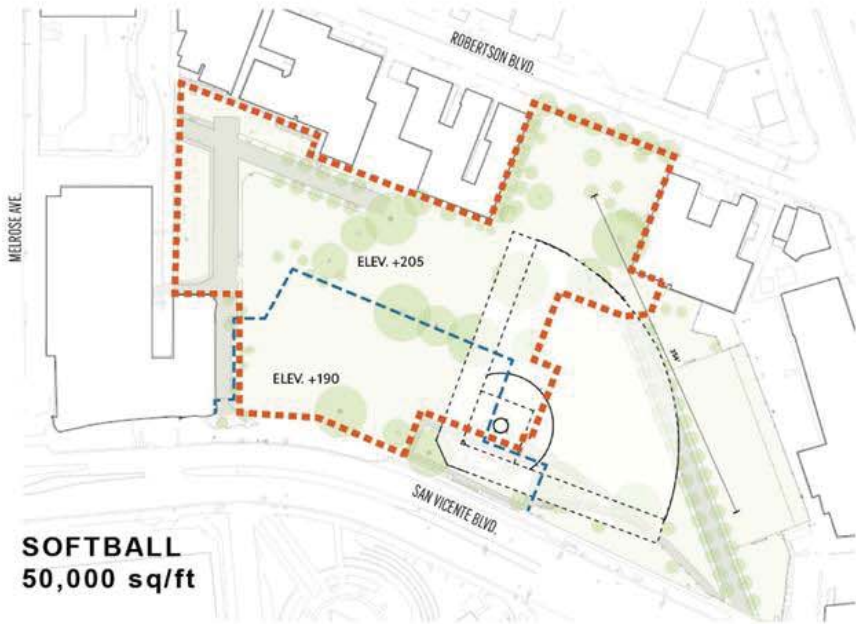 ROBERTSON BLVD.
MELROSE AVE.
ELEV. +205
ELEV. +190
SAN VICENTE BLVD.
SOFTBALL
50,000 sq/ft